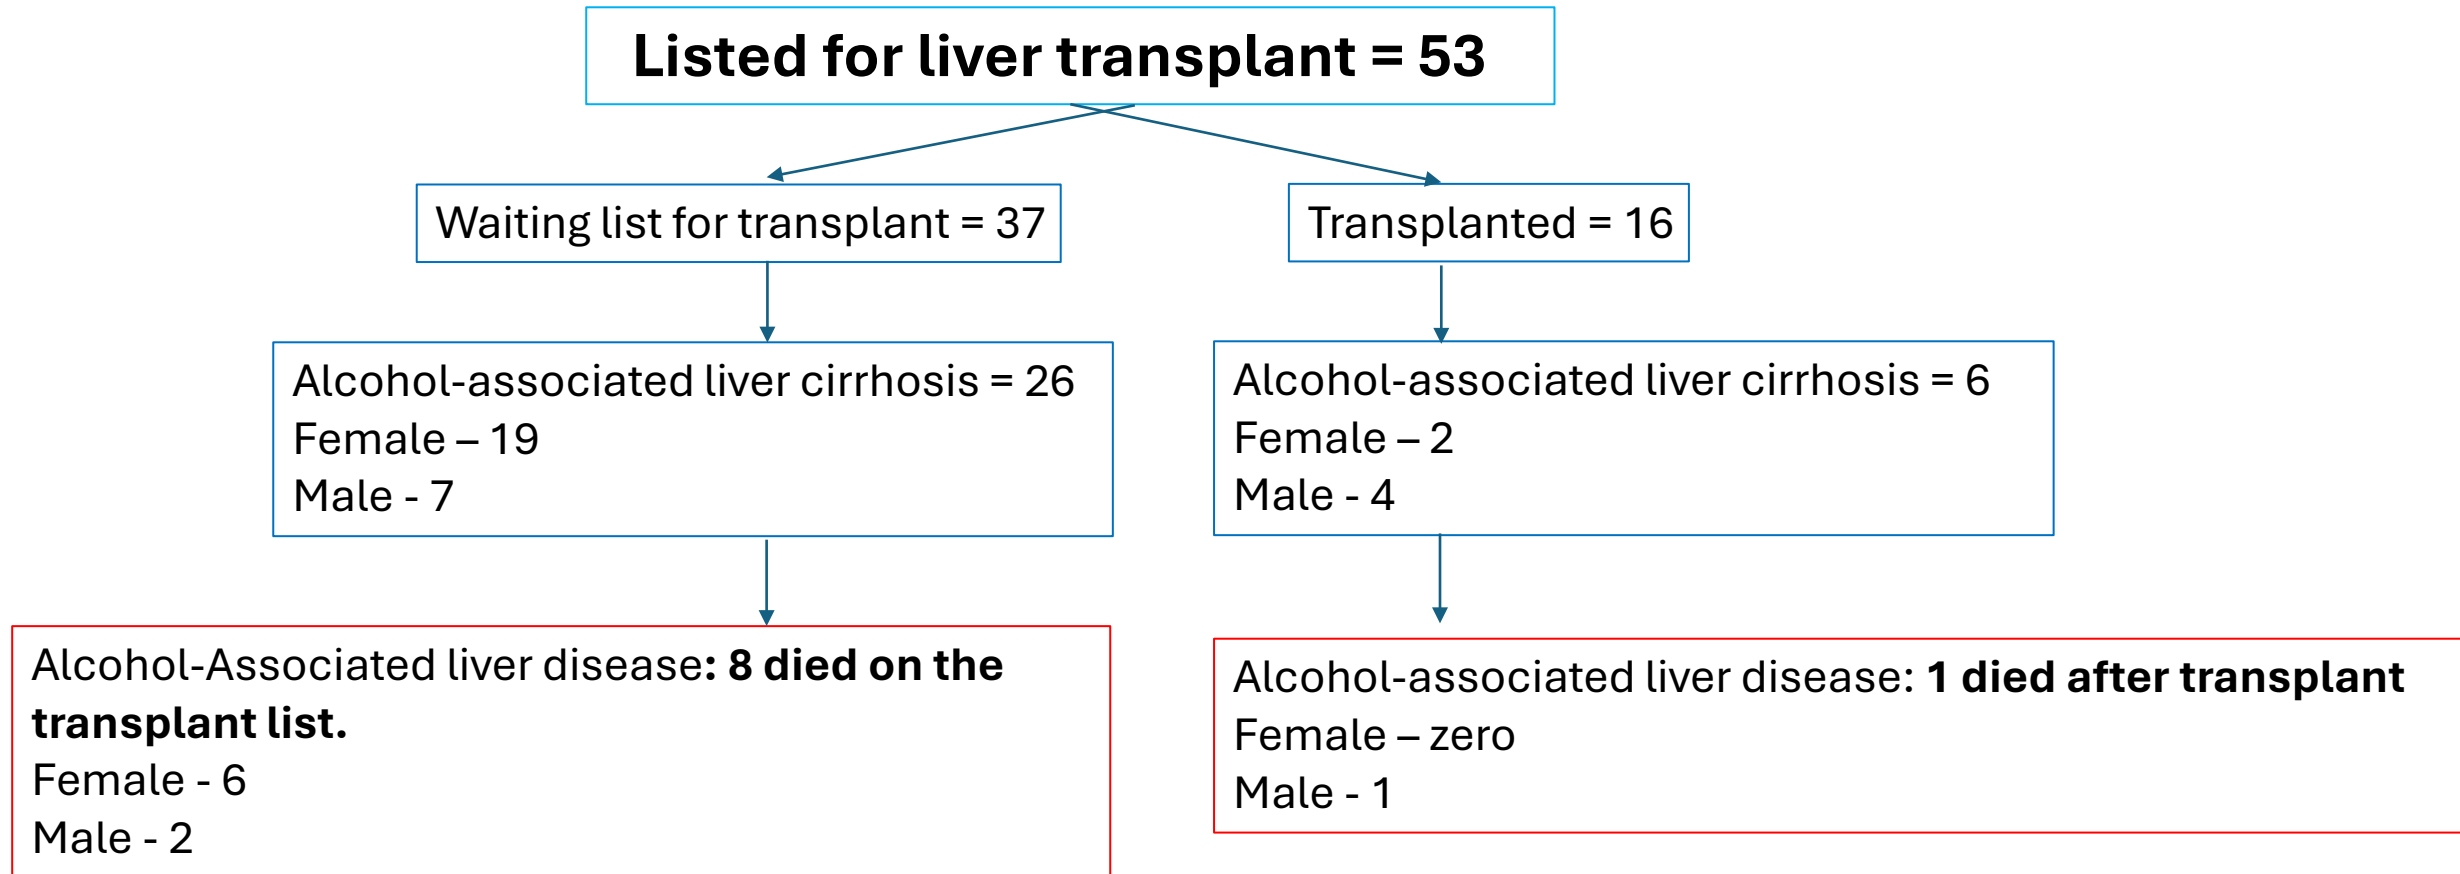 Listed for liver transplant = 53
Waiting list for transplant = 37
Transplanted = 16
Alcohol-associated liver cirrhosis = 26
Female – 19
Male - 7
Alcohol-associated liver cirrhosis = 6
Female – 2
Male - 4
Alcohol-Associated liver disease: 8 died on the
transplant list.
Female - 6
Male - 2
Alcohol-associated liver disease: 1 died after transplant
Female – zero
Male - 1